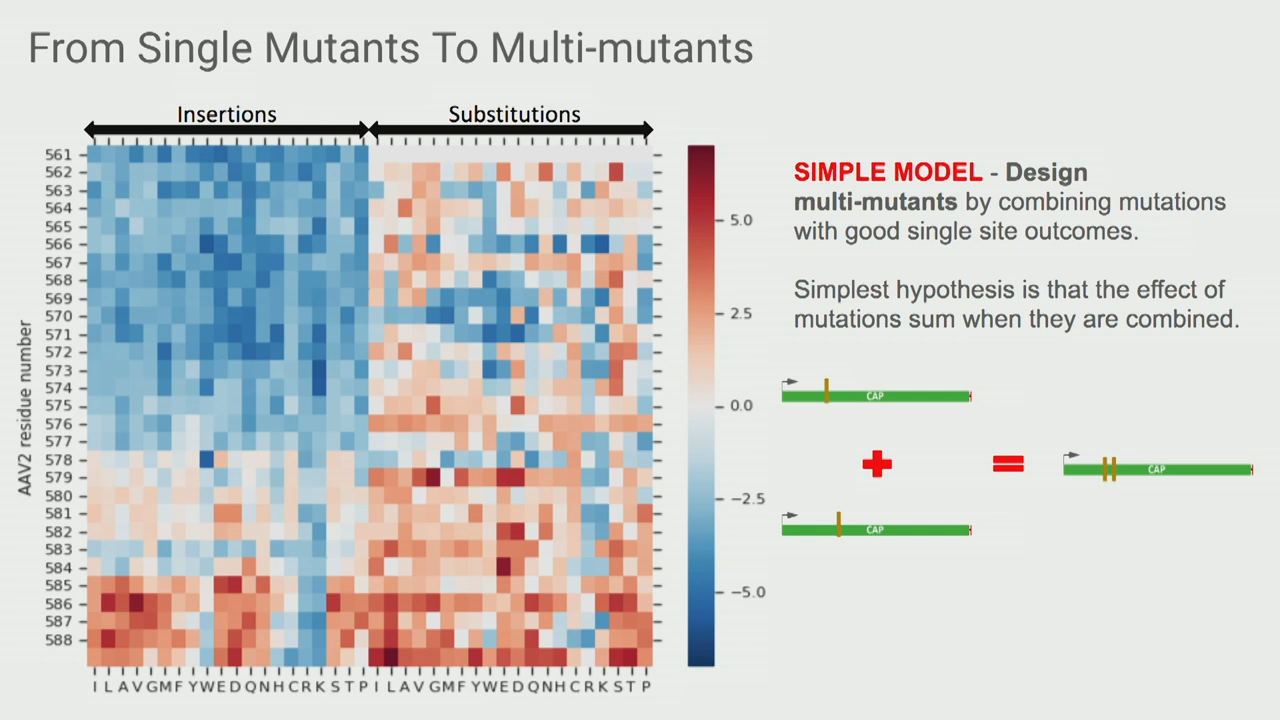 From Single Mutants To Multi-mutants
Insertions
Substitutions
AAV2 residue number
561
562
563
564
565
566
567
568
569
570
571
572
573
574
575
576
577
578
579
580
581
582
583
584
585
586
587
588
I L A V G M F Y W E D Q N H C R K S T P I L A V G M F Y W E D Q N H C R K S T P
5.0
2.5
0.0
−2.5
−5.0
SIMPLE MODEL - Design
multi-mutants by combining mutations
with good single site outcomes.
Simplest hypothesis is that the effect of
mutations sum when they are combined.
CAP
CAP
CAP